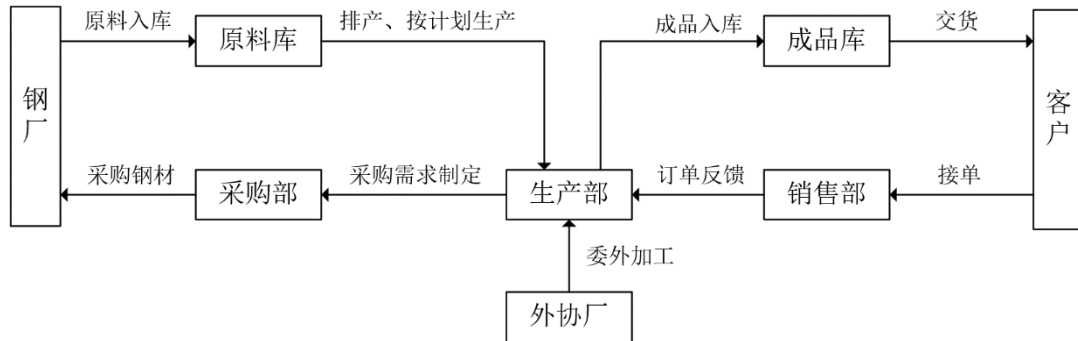 原料入库
原料库
排产、按计划生产
成品入库
成品库
交货
钢厂
客户
采购钢材
采购部
采购需求制定
生产部
订单反馈
销售部
接单
委外加工
外协厂